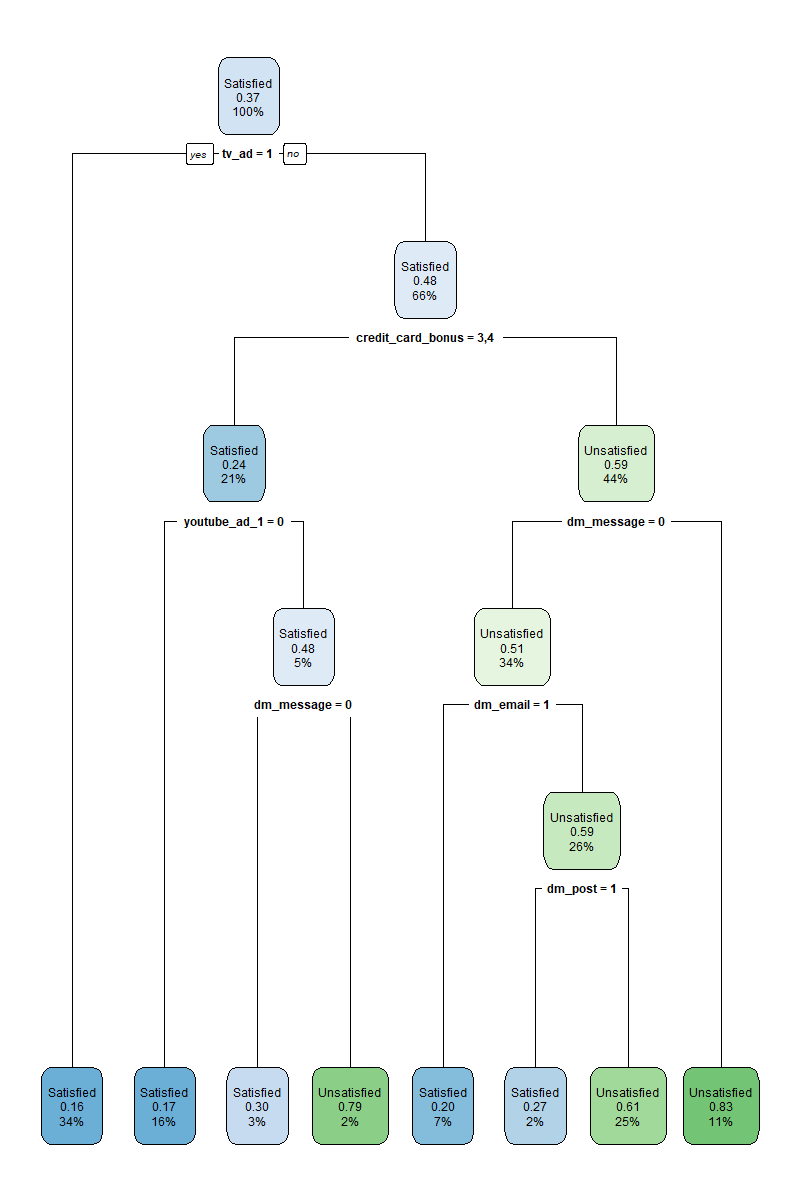 Satisfied
0.37
100%
yes tv_ad = 1 no
Satisfied
0.48
66%
credit_card_bonus = 3,4
Satisfied
0.24
21%
Unsatisfied
0.59
44%
youtube_ad_1 = 0
dm_message = 0
Satisfied
0.48
5%
Unsatisfied
0.51
34%
dm_message = 0
dm_email = 1
Unsatisfied
0.59
26%
dm_post = 1
Satisfied
0.16
34%
Satisfied
0.17
16%
Satisfied
0.30
3%
Unsatisfied
0.79
2%
Satisfied
0.20
7%
Satisfied
0.27
2%
Unsatisfied
0.61
25%
Unsatisfied
0.83
11%